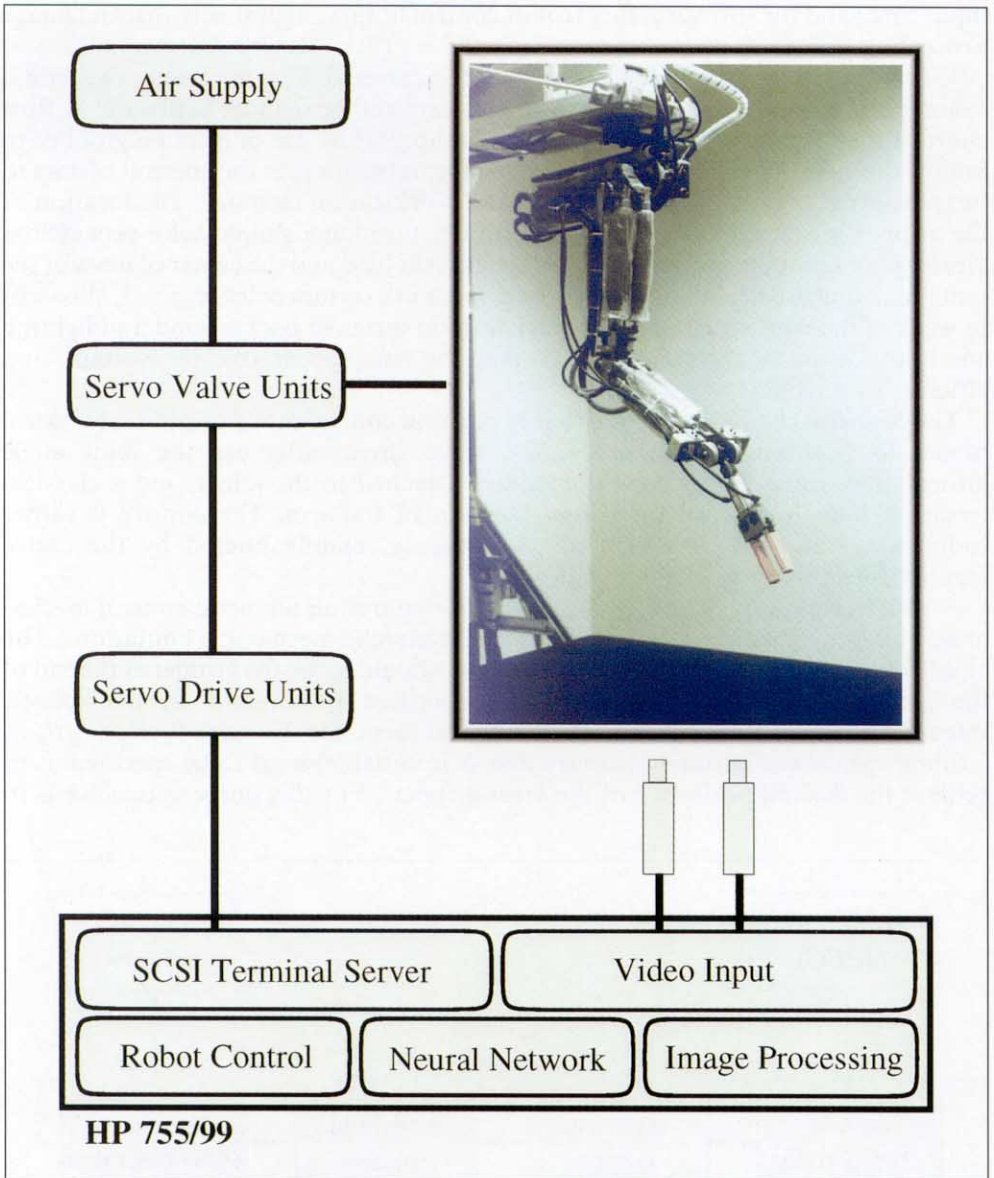 Air Supply
Servo Valve Units
Servo Drive Units
SCSI Terminal Server
Video Input
Robot Control
Neural Network
Image Processing
HP 755/99